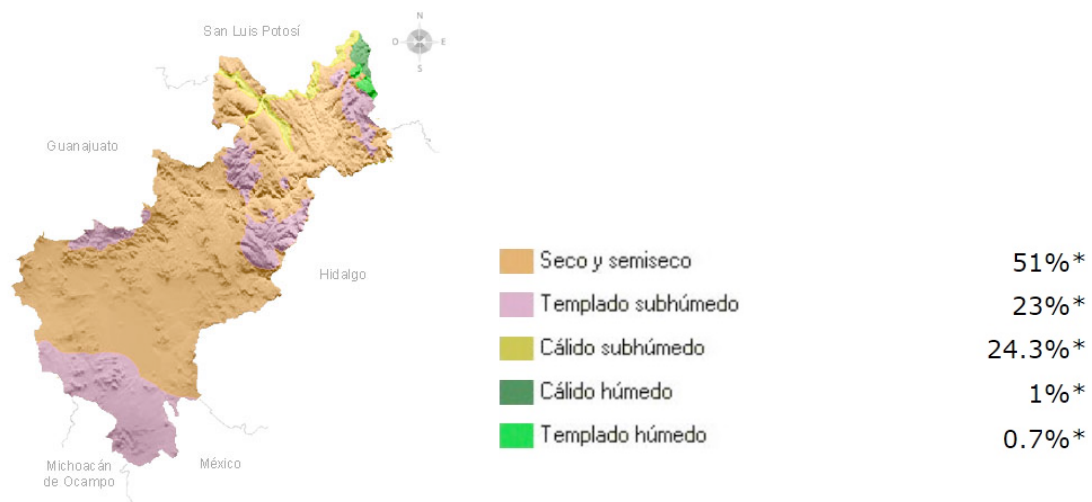 San Luis Potosí
N
O E
S
Guanajuato
Hidalgo
Michoacán
de Ocampo
México
Seco y semiseco 51%*
Templado subhúmedo 23%*
Cálido subhúmedo 24.3%*
Cálido húmedo 1%*
Templado húmedo 0.7%*